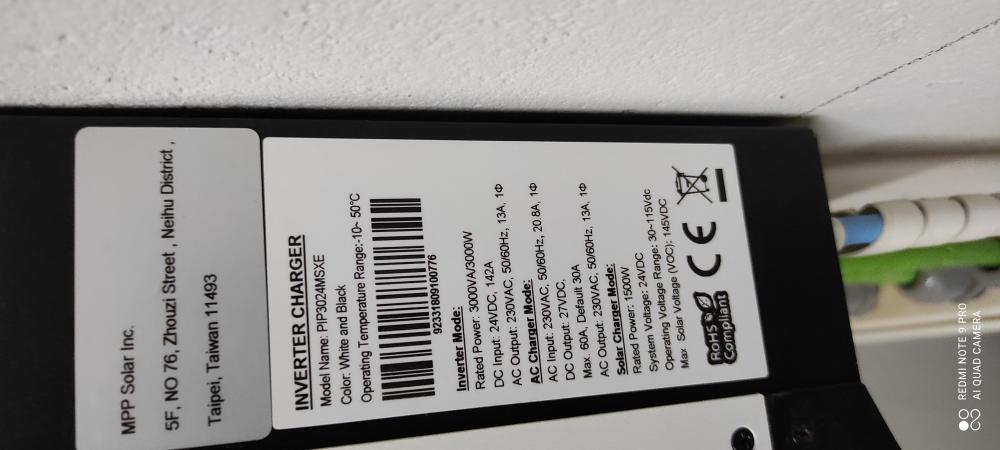 MPP Solar Inc.
5F, NO 76, Zhouzi Street , Neihu District ,
Taipei, Taiwan 11493
INVERTER CHARGER
Model Name: PIP3024MSXE
Color: White and Black
Operating Temperature Range:-10~ 50°C
92331809100776
Inverter Mode:
Rated Power: 3000VA/3000W
DC Input: 24VDC, 142A
AC Output: 230VAC, 50/60Hz, 13A, 1Φ
AC Charger Mode:
AC Input: 230VAC, 50/60Hz, 20.8A, 1Φ
DC Output: 27VDC,
Max. 60A, Default 30A
AC Output: 230VAC, 50/60Hz, 13A, 1Φ
Solar Charger Mode:
Rated Power: 1500W
System Voltage: 24VDC
Operating Voltage Range: 30~115Vdc
Max Solar Voltage (VOC): 145VDC
RoHS
Compliant
CE
REDMI NOTE 9 PRO
AI QUAD CAMERA